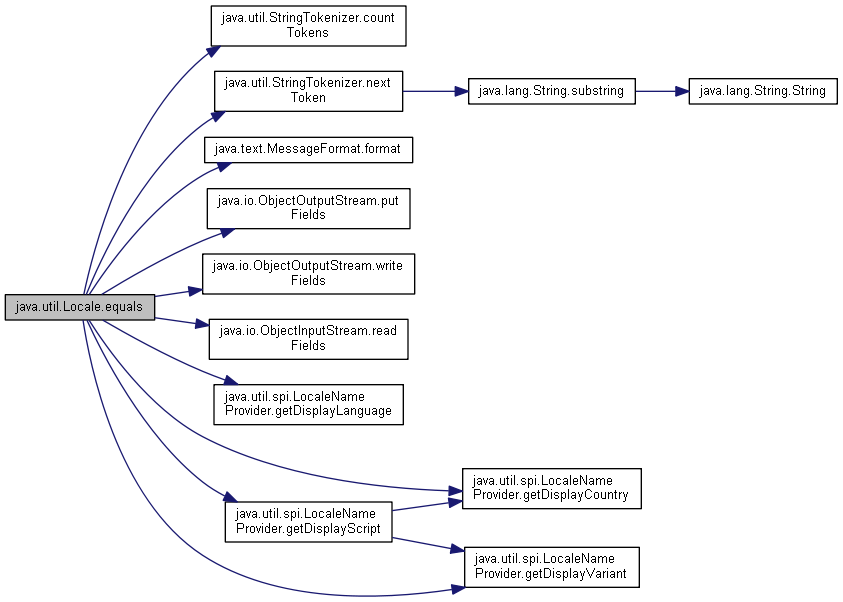 java.util.StringTokenizer.count
Tokens
java.util.StringTokenizer.next
Token
java.lang.String.substring
java.lang.String.String
java.text.MessageFormat.format
java.io.ObjectOutputStream.put
Fields
java.io.ObjectOutputStream.write
Fields
java.util.Locale.equals
java.io.ObjectInputStream.read
Fields
java.util.spi.LocaleName
Provider.getDisplayLanguage
java.util.spi.LocaleName
Provider.getDisplayCountry
java.util.spi.LocaleName
Provider.getDisplayScript
java.util.spi.LocaleName
Provider.getDisplayVariant